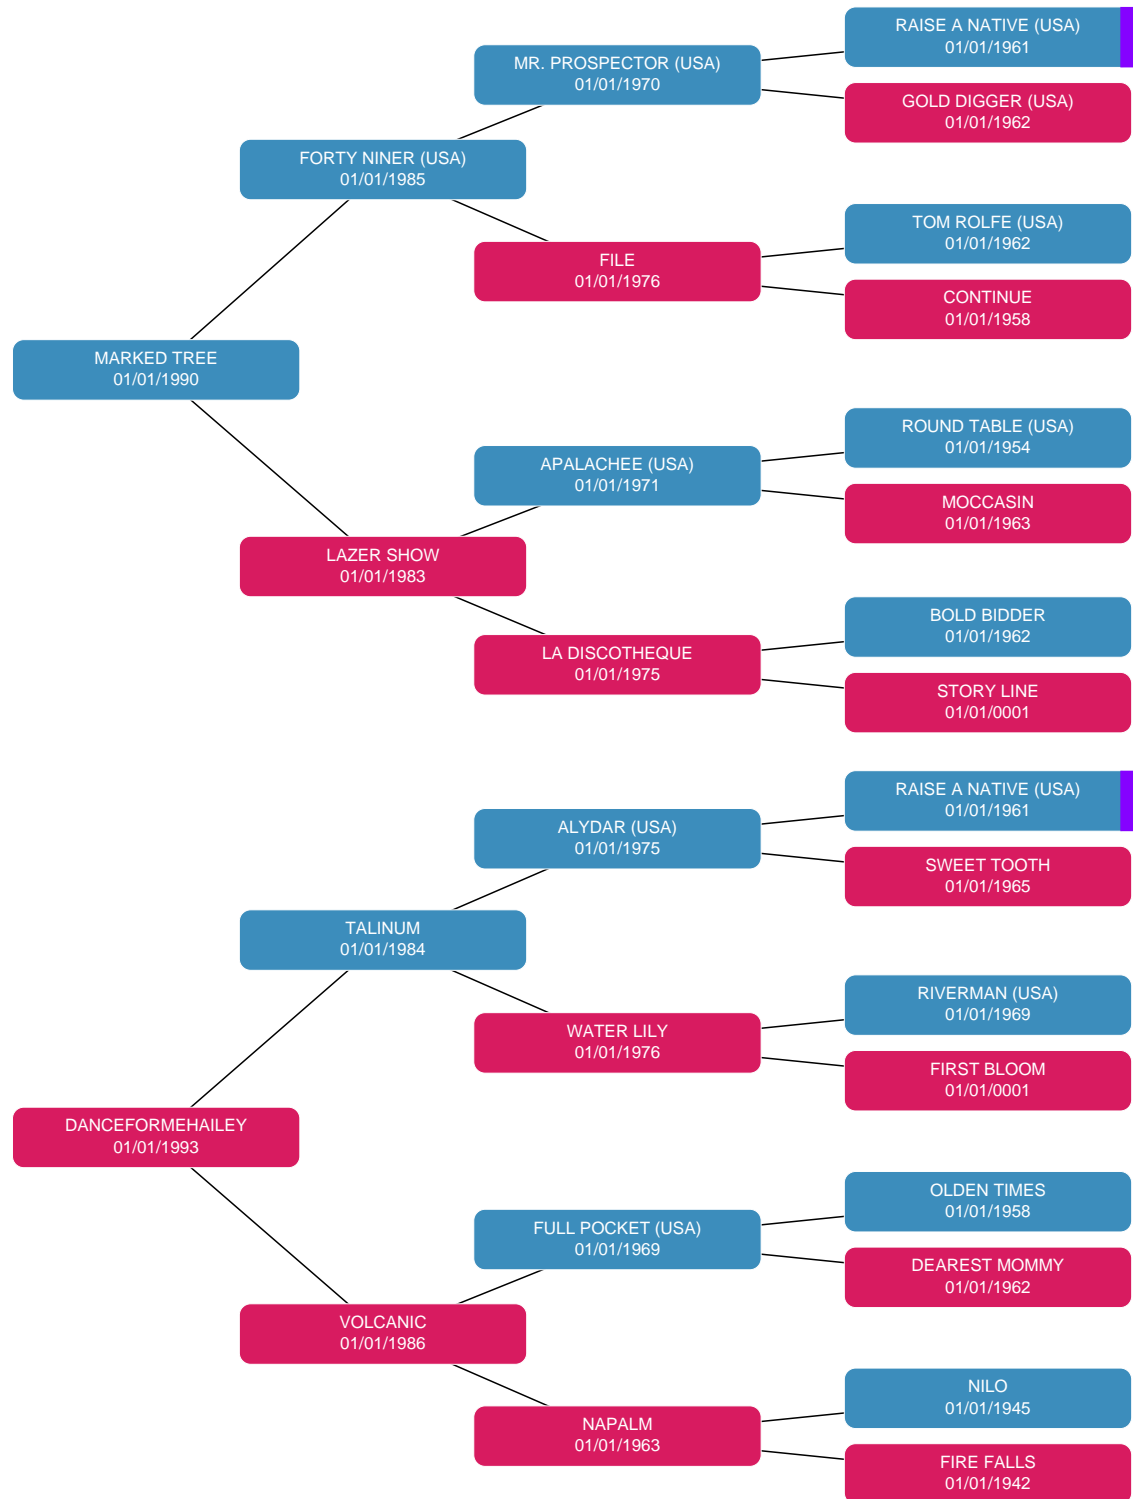 RAISE A NATIVE (USA)
01/01/1961
MR. PROSPECTOR (USA)
01/01/1970
GOLD DIGGER (USA)
01/01/1962
FORTY NINER (USA)
01/01/1985
TOM ROLFE (USA)
01/01/1962
FILE
01/01/1976
CONTINUE
01/01/1958
MARKED TREE
01/01/1990
ROUND TABLE (USA)
01/01/1954
APALACHEE (USA)
01/01/1971
MOCCASIN
01/01/1963
LAZER SHOW
01/01/1983
BOLD BIDDER
01/01/1962
LA DISCOTHEQUE
01/01/1975
STORY LINE
01/01/0001
RAISE A NATIVE (USA)
01/01/1961
ALYDAR (USA)
01/01/1975
SWEET TOOTH
01/01/1965
TALINUM
01/01/1984
RIVERMAN (USA)
01/01/1969
WATER LILY
01/01/1976
FIRST BLOOM
01/01/0001
DANCEFORMEHAILEY
01/01/1993
OLDEN TIMES
01/01/1958
FULL POCKET (USA)
01/01/1969
DEAREST MOMMY
01/01/1962
VOLCANIC
01/01/1986
NILO
01/01/1945
NAPALM
01/01/1963
FIRE FALLS
01/01/1942